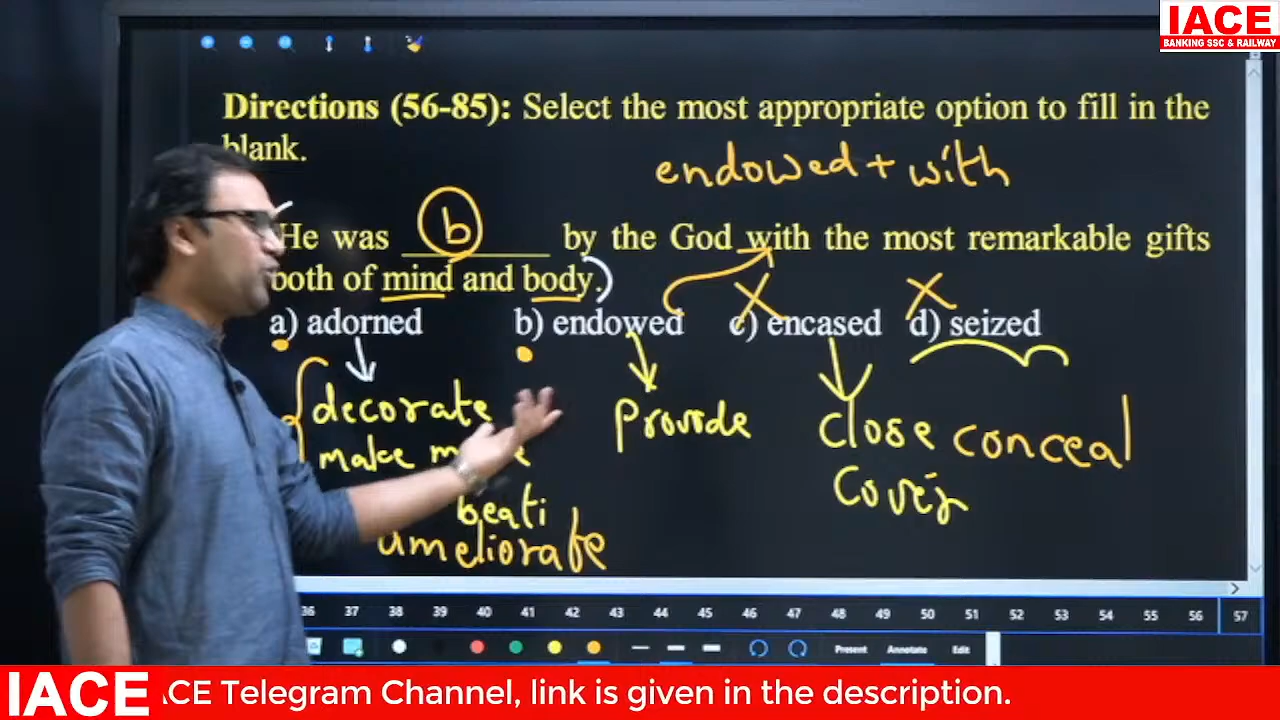 IACE
BANKING SSC & RAILWAY
Directions (56-85): Select the most appropriate option to fill in the
blank.
endowed + with
He was ____ b ____ by the God with the most remarkable gifts
both of mind and body.)
a) adorned b) endowed c) encased d) seized
decorate
Provide
close conceal
make
cover
beati
ameliorate
36 37 38 39 40 41 42 43 44 45 46 47 48 49 50 51 52 53 54 55 56 57
Present Annotate Edit
IACE
CE Telegram Channel, link is given in the description.